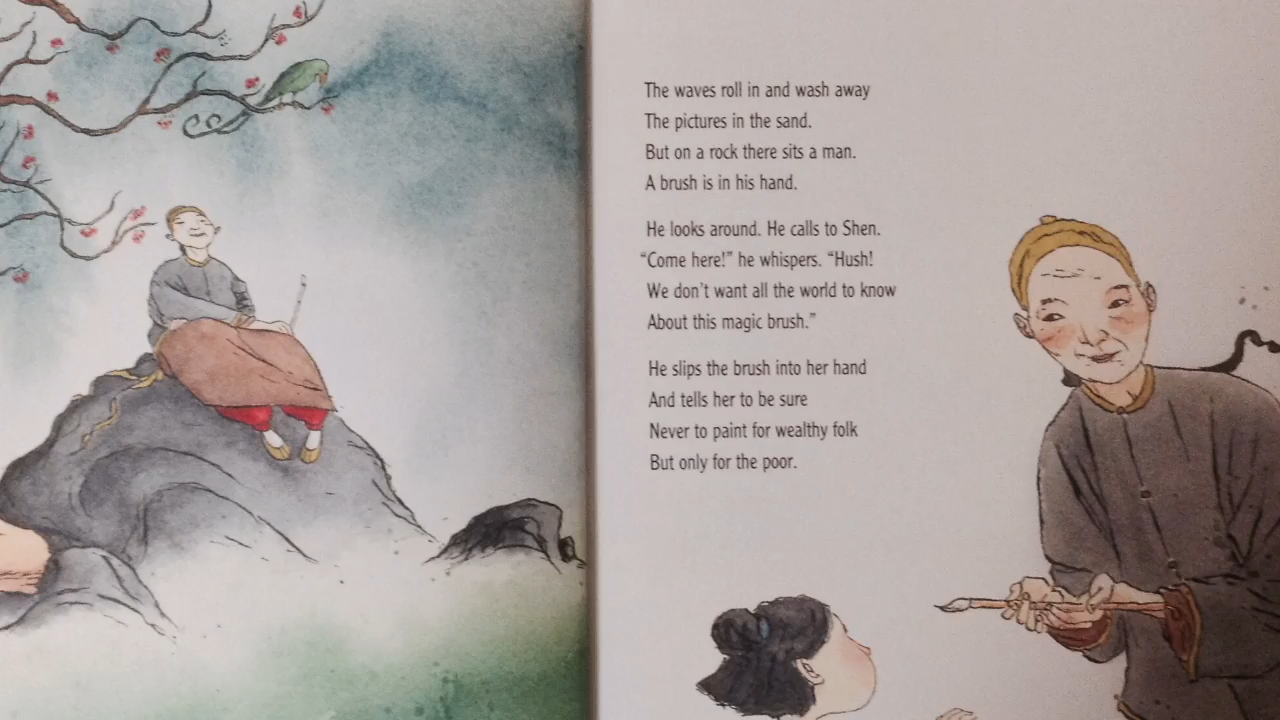 The waves roll in and wash away
The pictures in the sand.
But on a rock there sits a man.
A brush is in his hand.
He looks around. He calls to Shen.
“Come here!” he whispers. “Hush!
We don’t want all the world to know
About this magic brush.”
He slips the brush into her hand
And tells her to be sure
Never to paint for wealthy folk
But only for the poor.